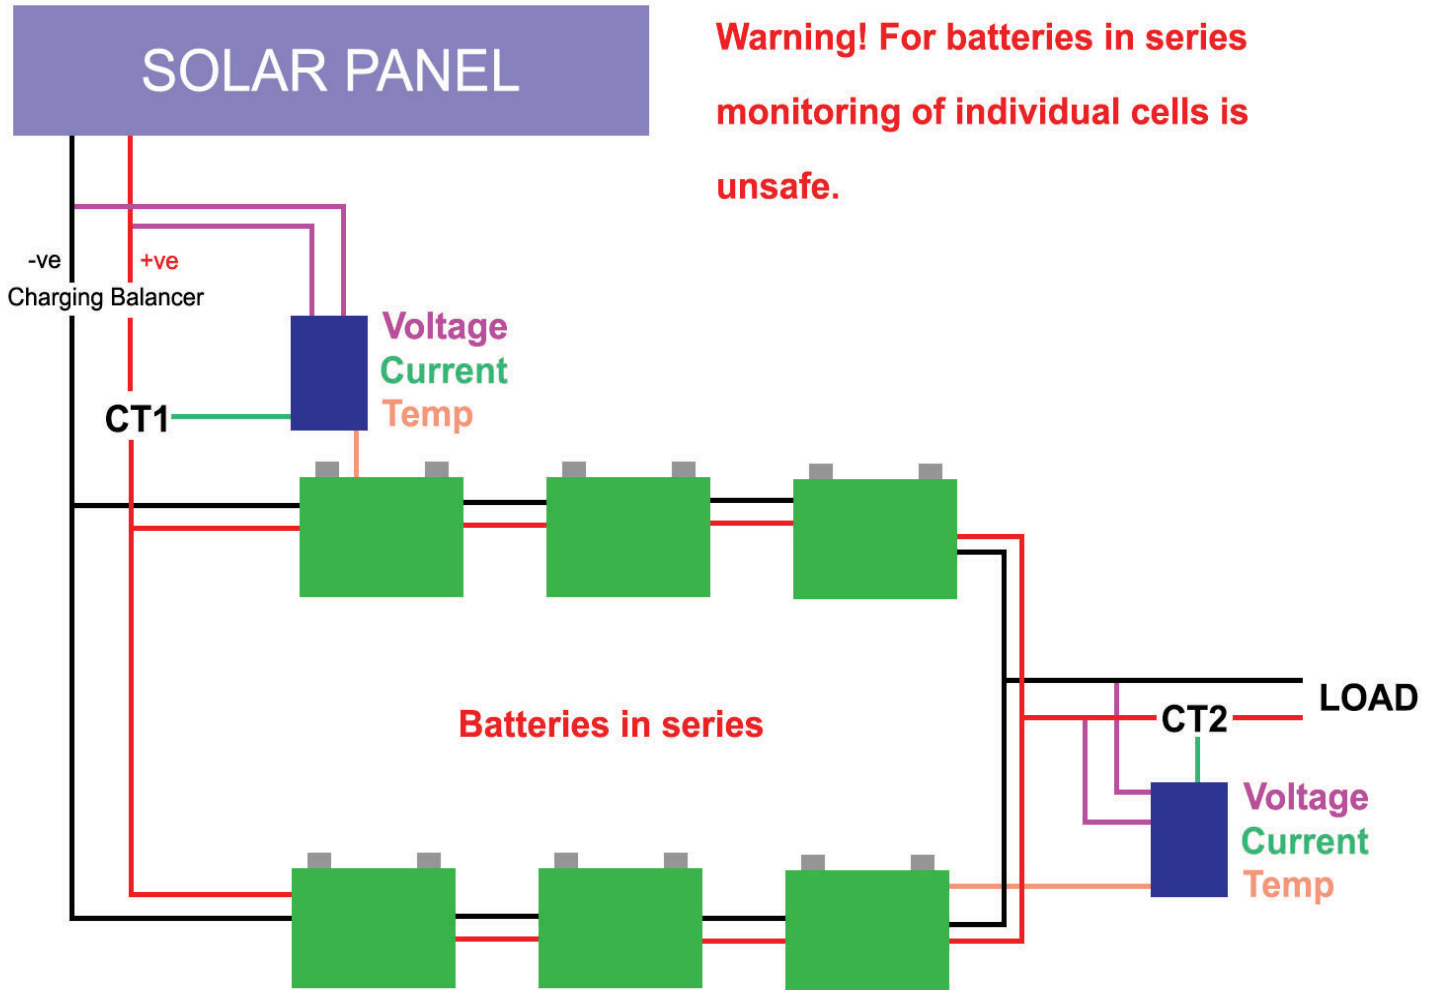 SOLAR PANEL
Warning! For batteries in series
monitoring of individual cells is
unsafe.
-ve
+ve
Charging Balancer
Voltage
Current
Temp
CT1
Batteries in series
LOAD
CT2
Voltage
Current
Temp